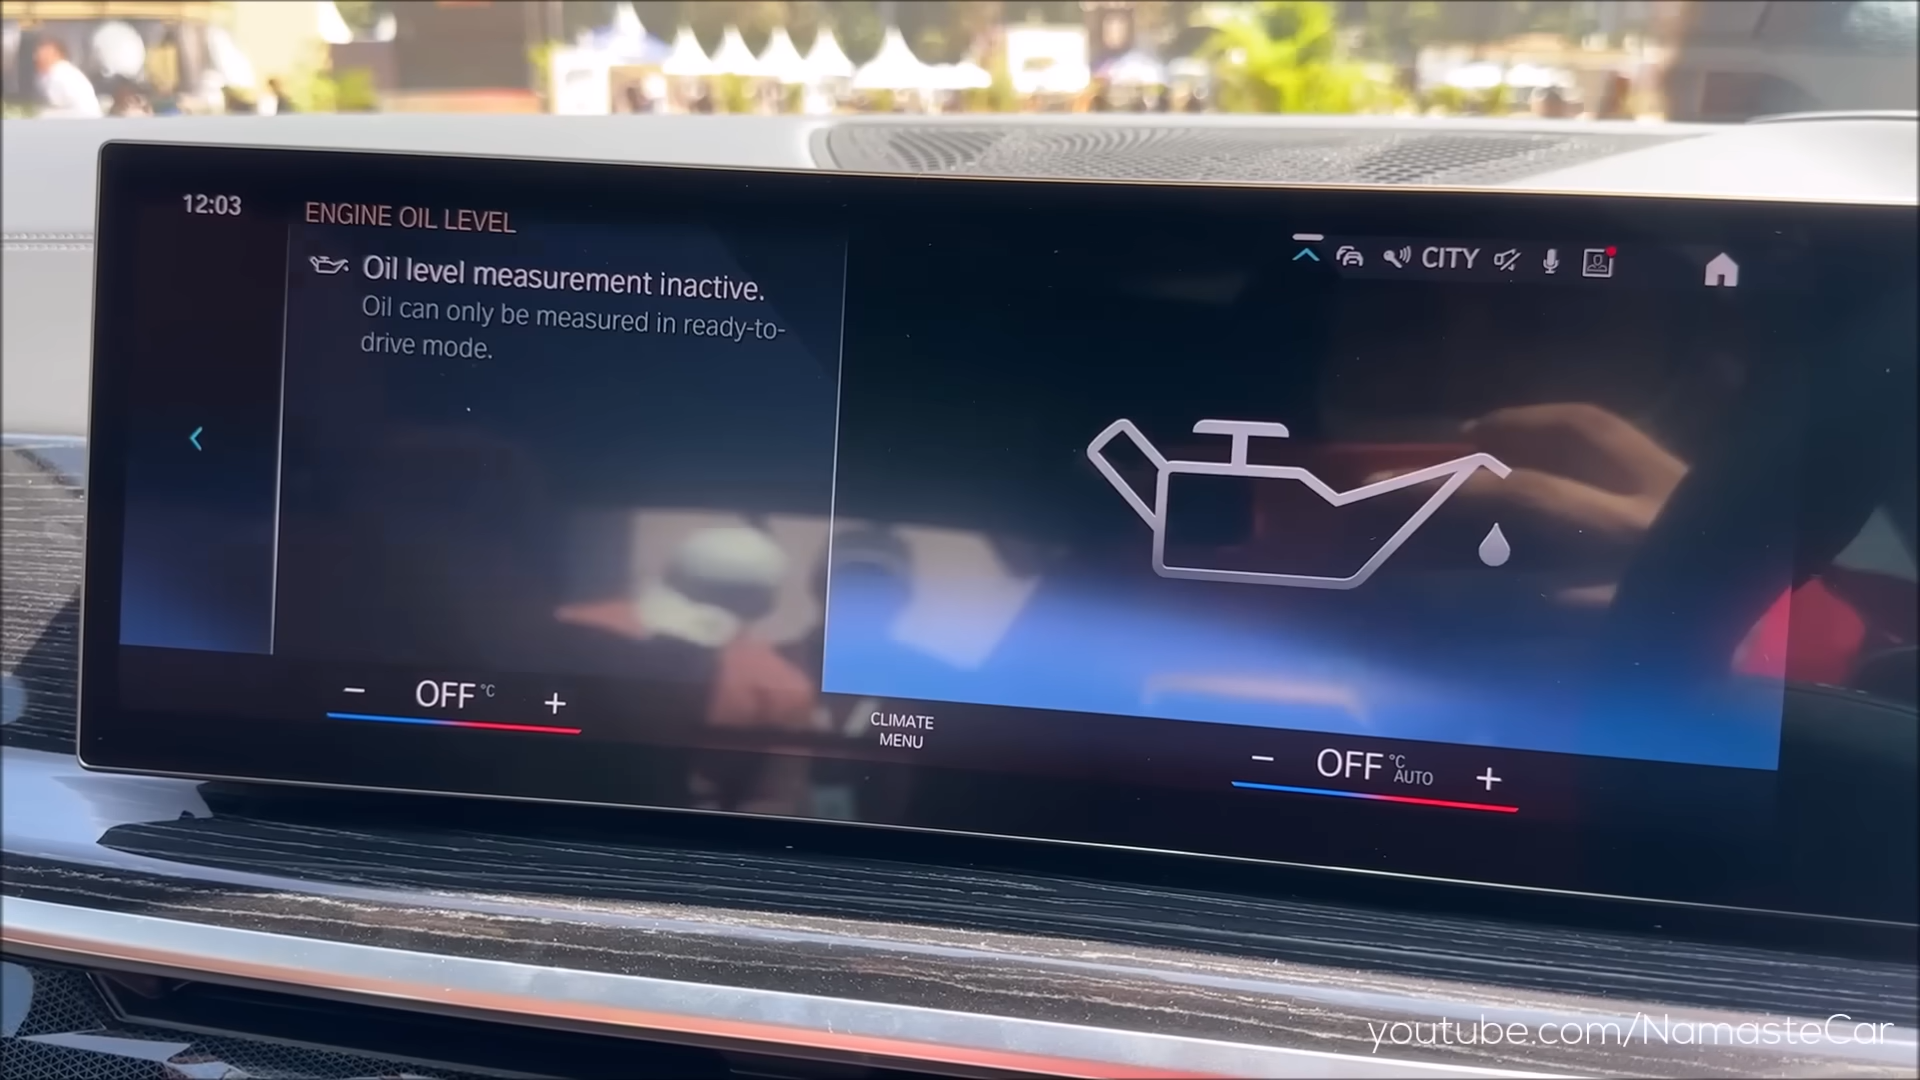 12:03
ENGINE OIL LEVEL
Oil level measurement inactive.
Oil can only be measured in ready-to-
drive mode.
CITY
OFF °C
CLIMATE
MENU
OFF °C
AUTO
youtube.com/NamasteCar